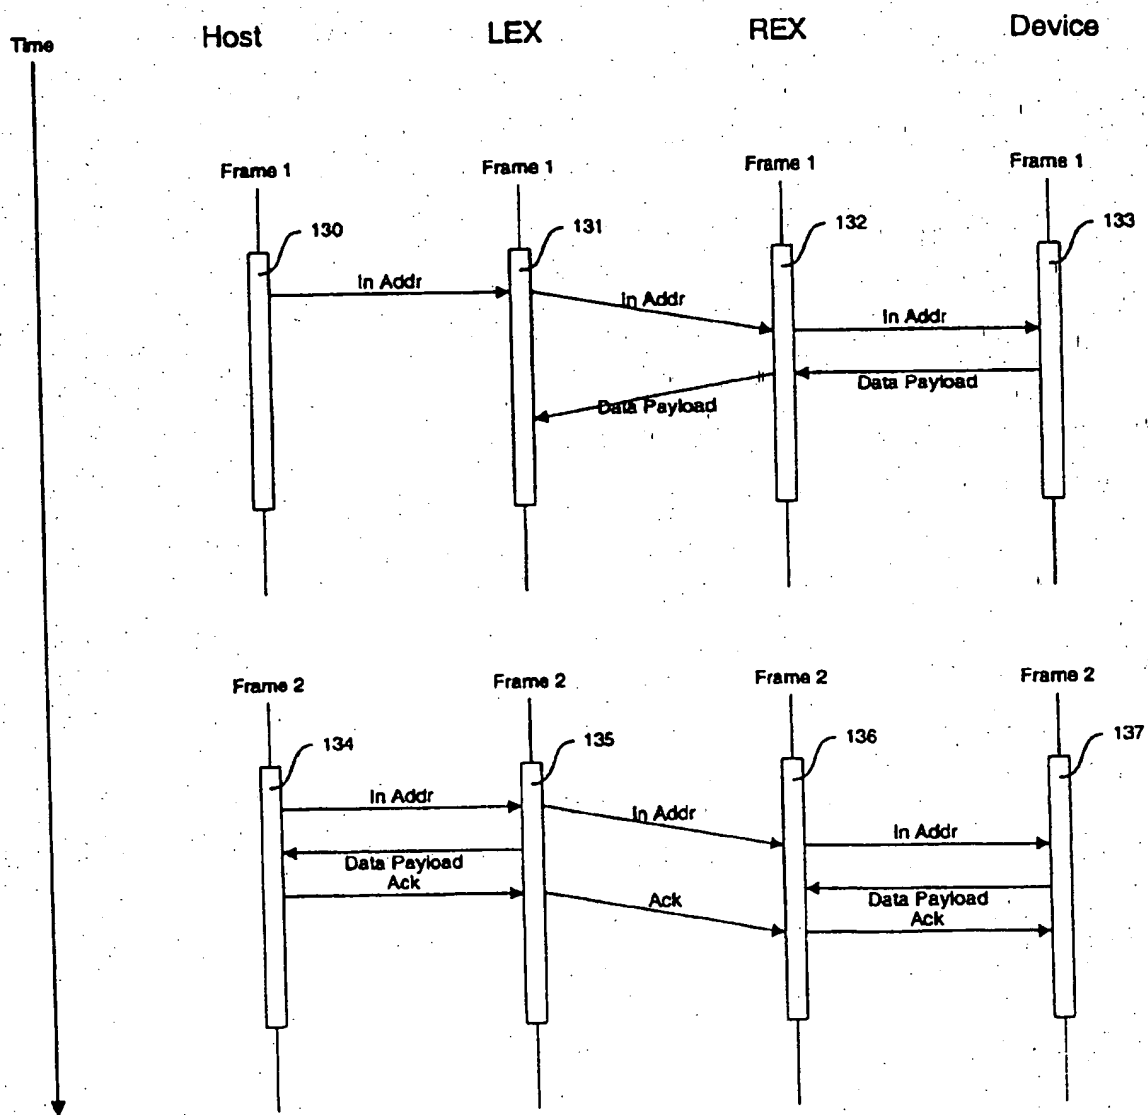 Time
Host
LEX
REX
Device
Frame 1
Frame 1
Frame 1
Frame 1
130
131
132
133
In Addr
In Addr
In Addr
Data Payload
Data Payload
Frame 2
Frame 2
Frame 2
Frame 2
134
135
136
137
In Addr
In Addr
In Addr
Data Payload
Ack
Ack
Data Payload
Ack